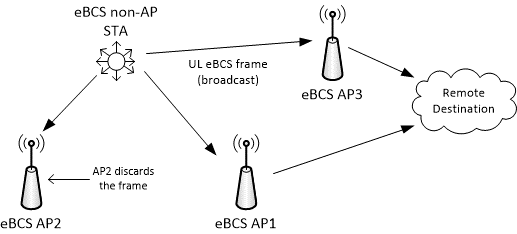 eBCS non-AP
STA
UL eBCS frame
(broadcast)
eBCS AP3
Remote
Destination
AP2 discards
the frame
eBCS AP2
eBCS AP1